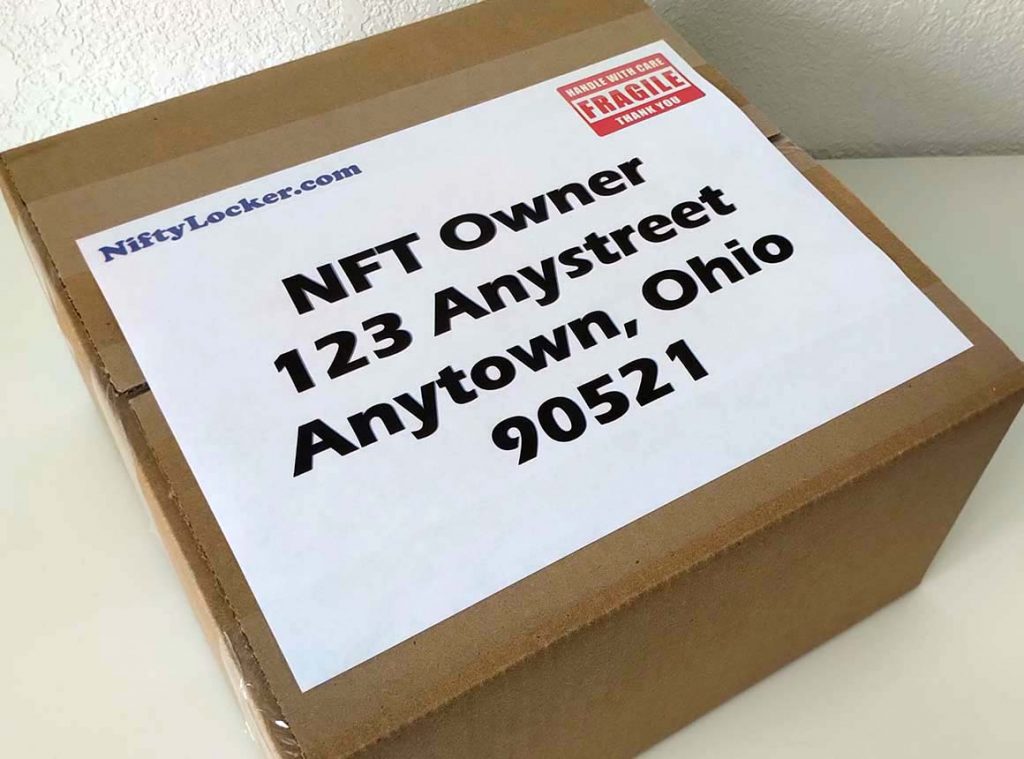 NiftyLocker.com
HANDLE WITH CARE
FRAGILE
THANK YOU
NFT Owner
123 Anystreet
Anytown, Ohio
90521